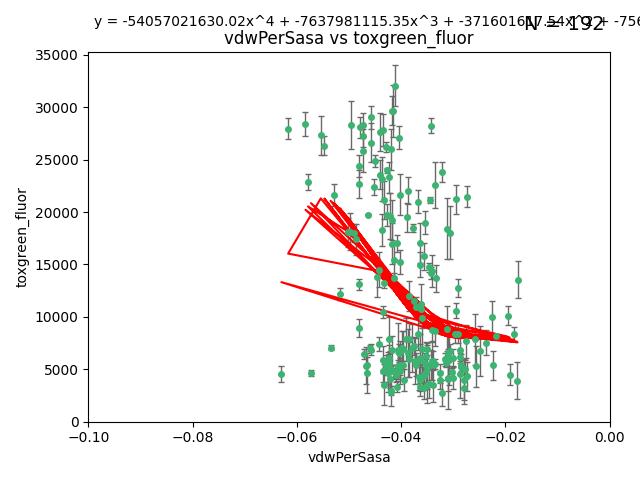 y = -54057021630.02x^4 + -7637981115.35x^3 + -37160
N = 192
vdwPerSasa vs toxgreen_fluor
35000
30000
25000
20000
15000
10000
5000
0
toxgreen_fluor
−0.10
−0.08
−0.06
−0.04
−0.02
0.00
vdwPerSasa